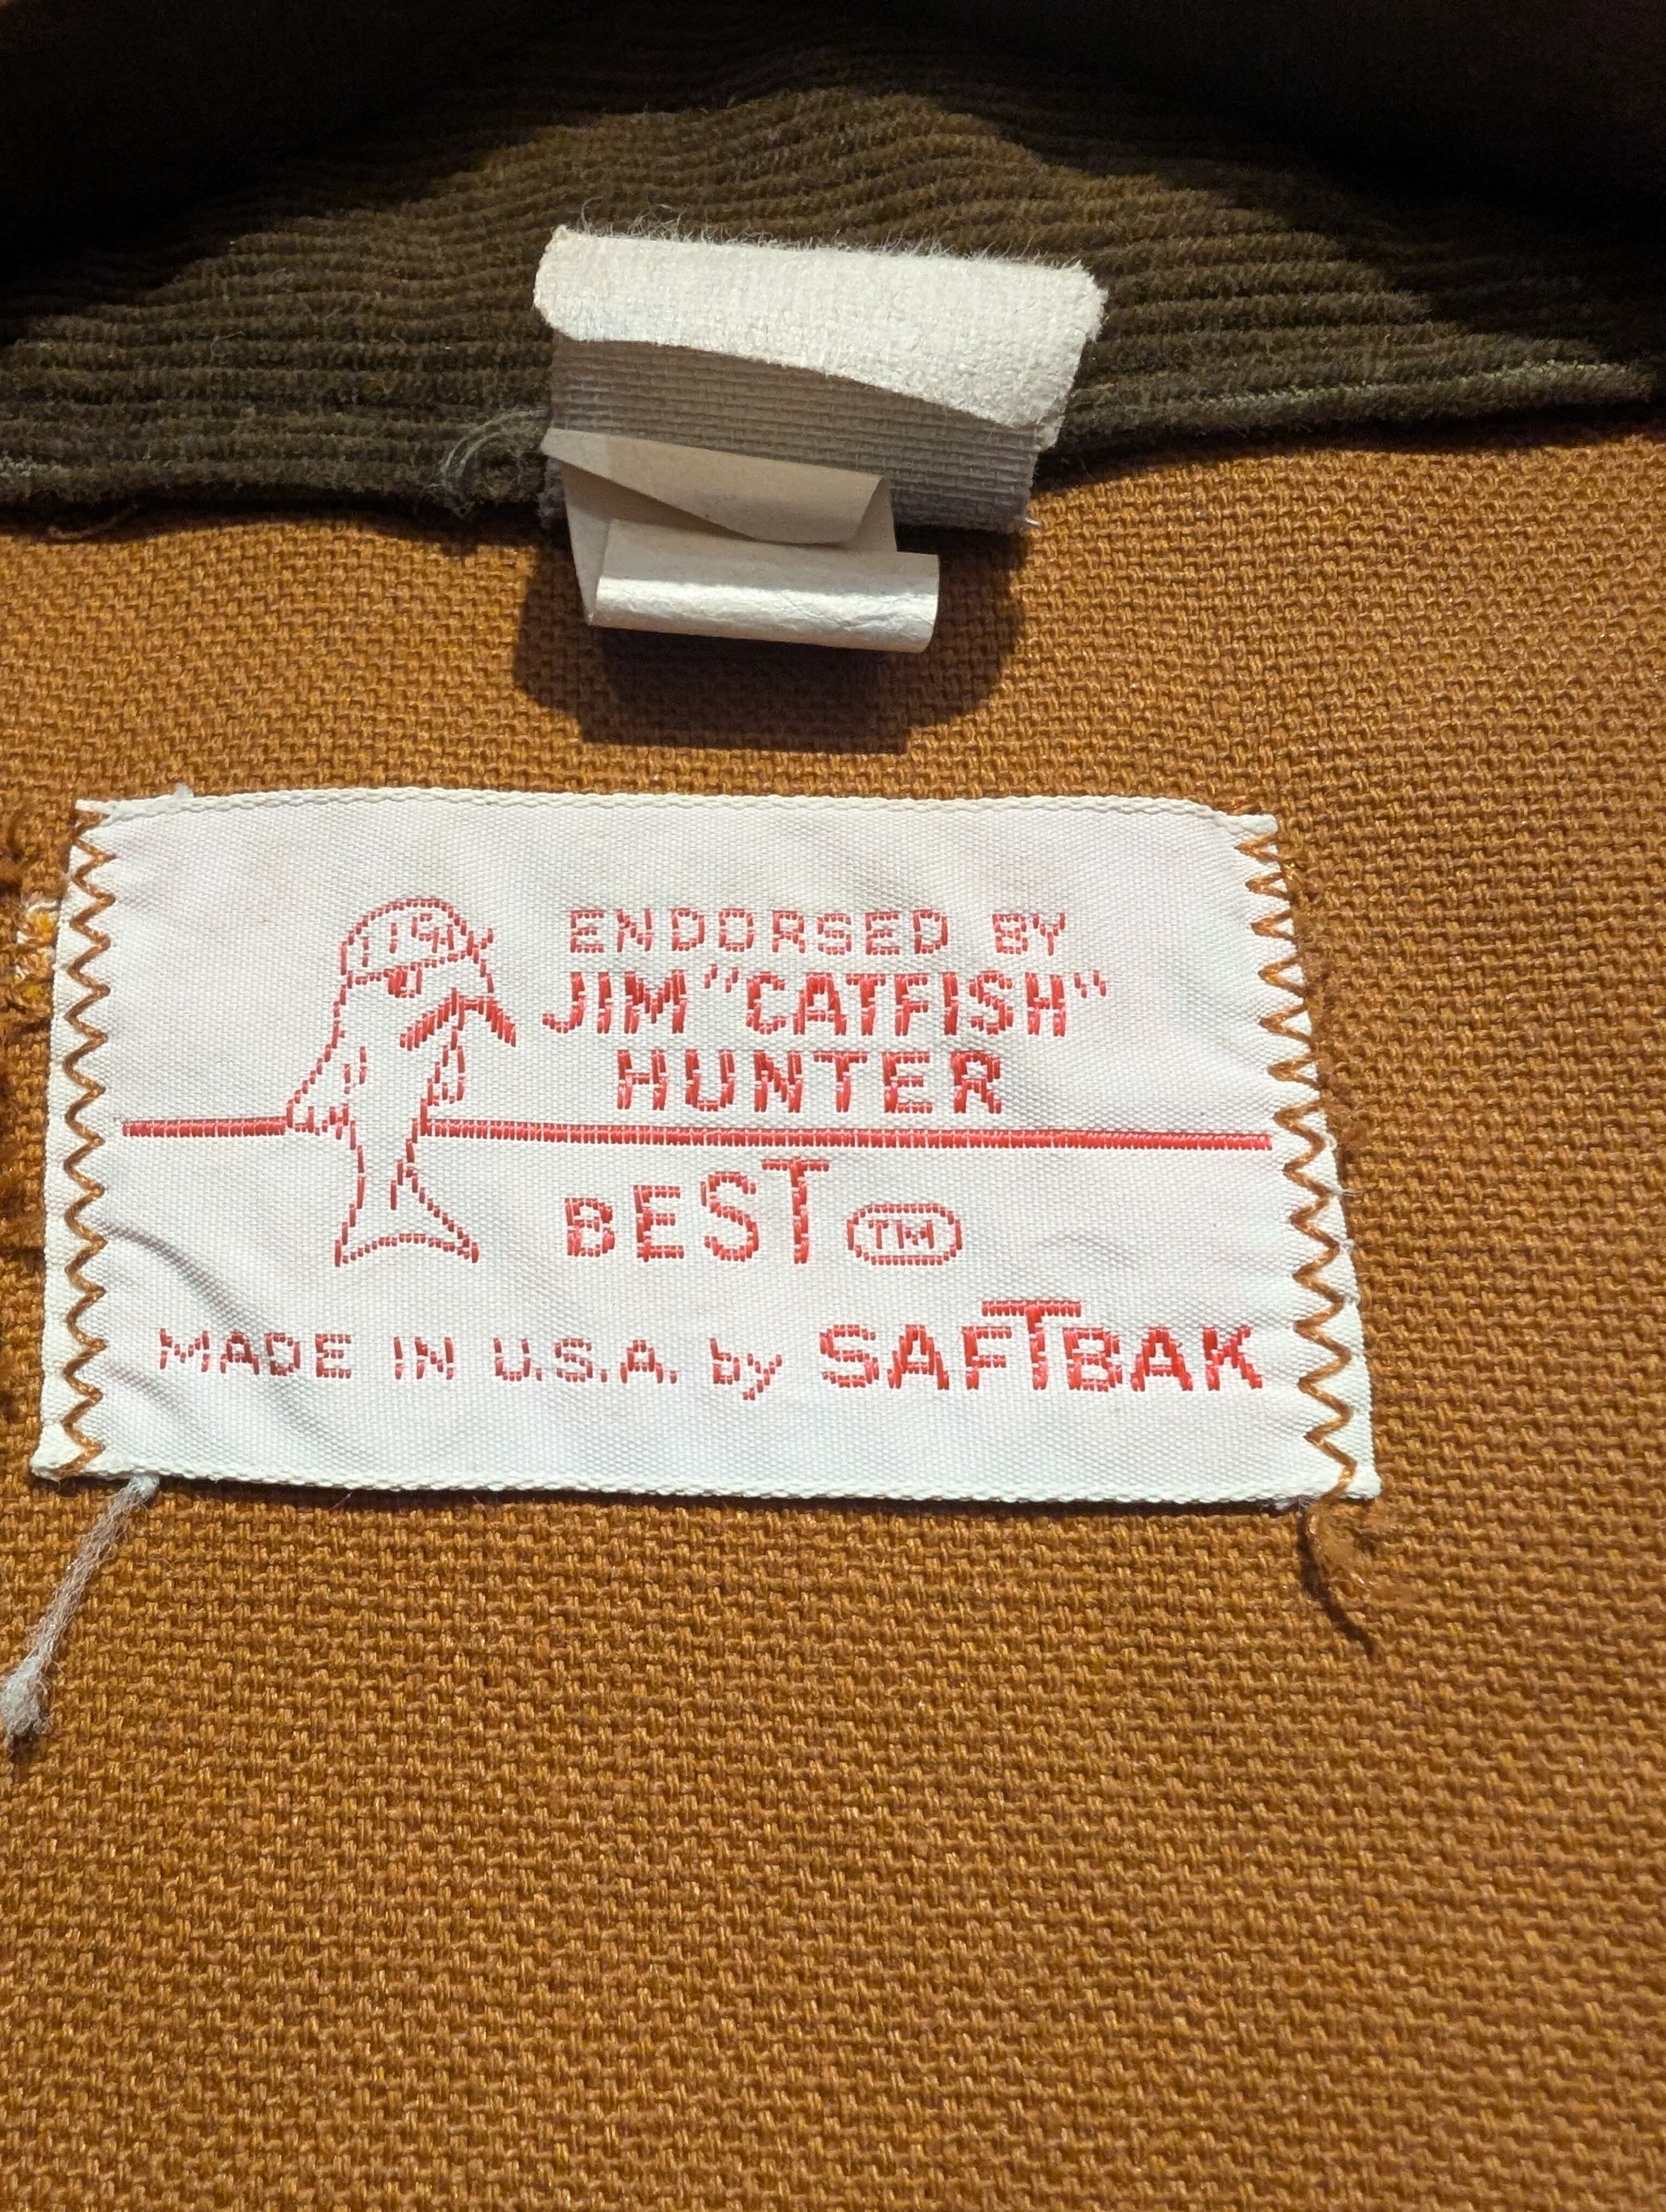 ENDORSED BY
JIM "CATFISH"
HUNTER
BEST TM
MADE IN U.S.A. by SAFTBAK